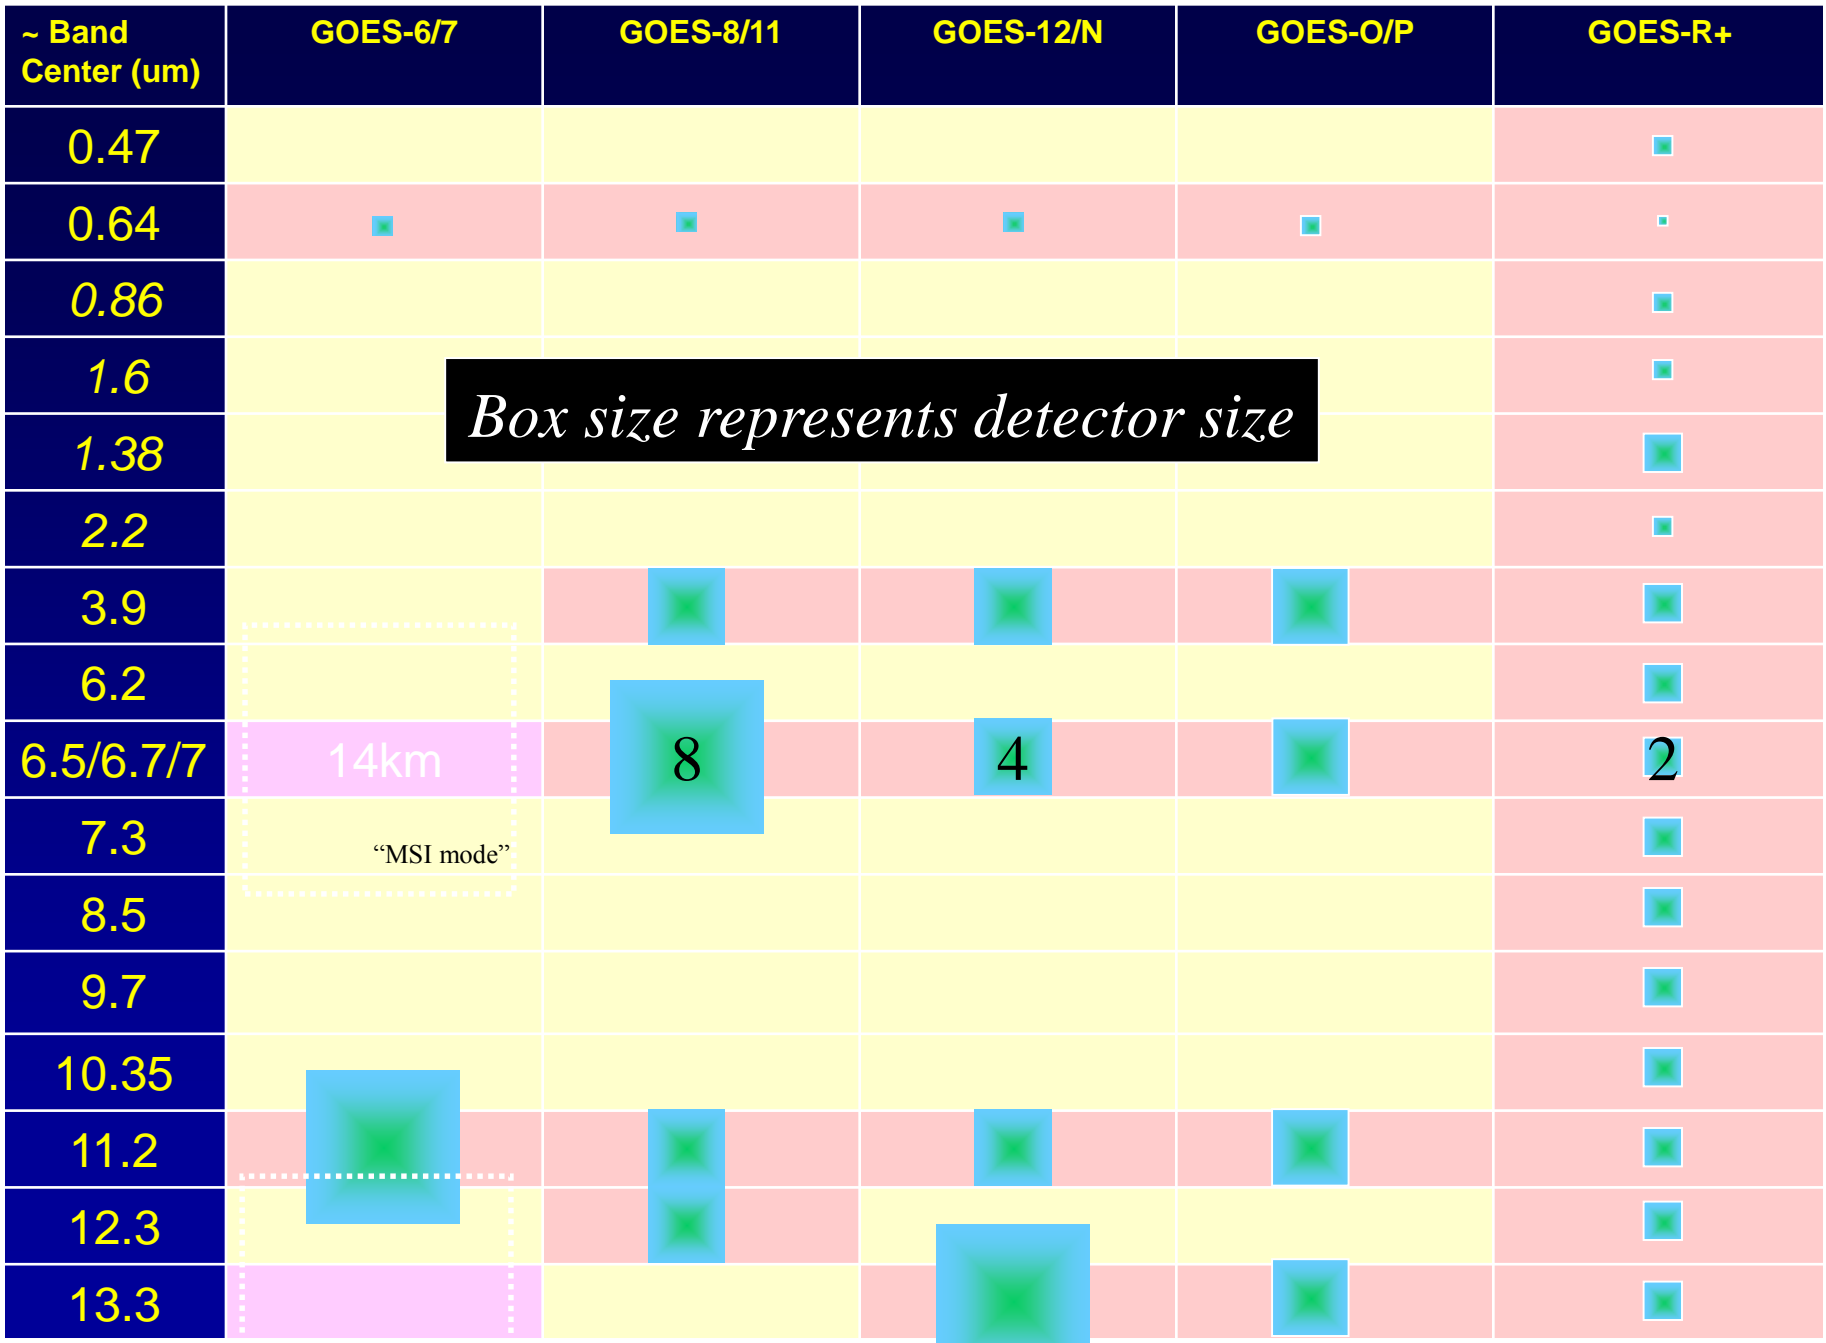 ~ Band
Center (um)
GOES-6/7
GOES-8/11
GOES-12/N
GOES-O/P
GOES-R+
0.47
0.64
0.86
1.6
Box size represents detector size
1.38
2.2
3.9
6.2
6.5/6.7/7
14km
8
4
2
7.3
“MSI mode”
8.5
9.7
10.35
11.2
12.3
13.3